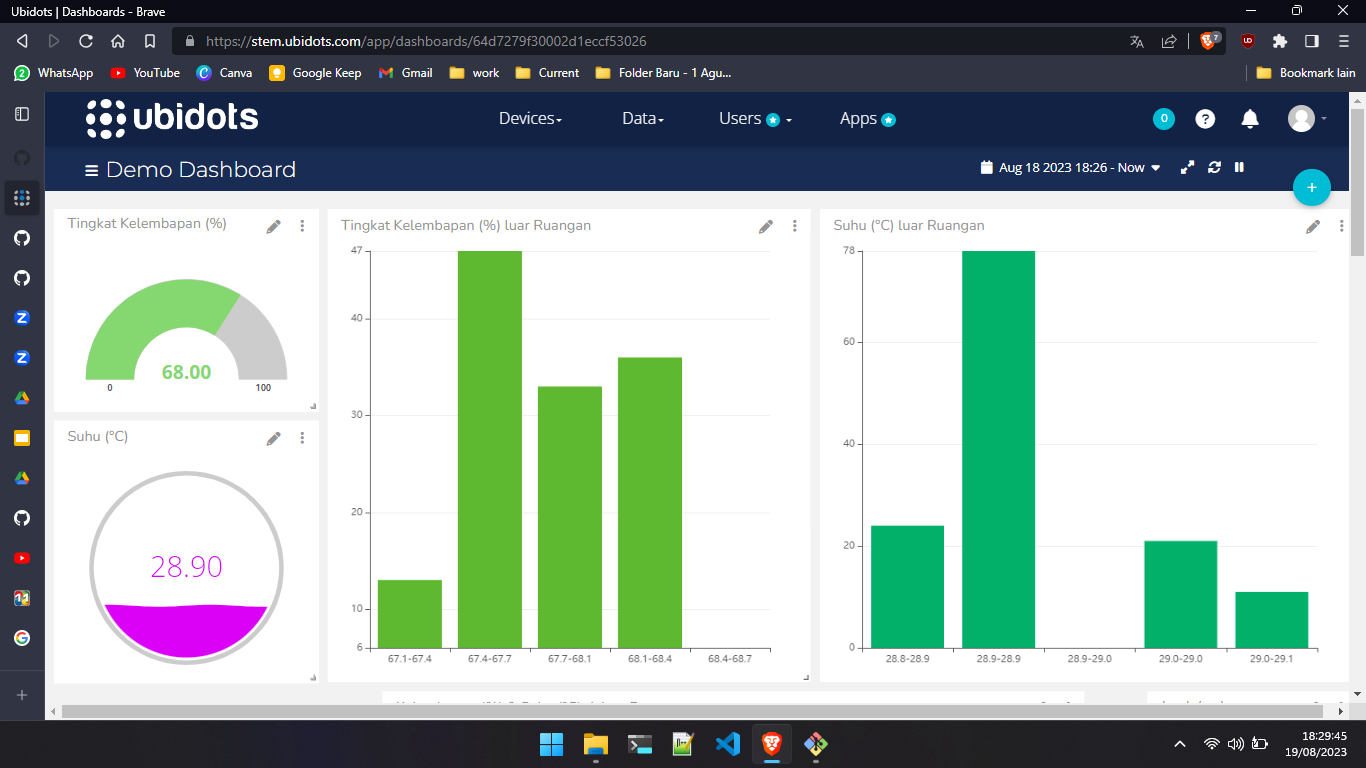 Ubidots | Dashboards - Brave
https://stem.ubidots.com/app/dashboards/64d7279f30002d1eccf53026
7
UD
2 WhatsApp YouTube Canva Google Keep Gmail work Current Folder Baru - 1 Agu... Bookmark lain
ubidots
Devices Data Users Apps
0 ?
Demo Dashboard
Aug 18 2023 18:26 - Now
+
Tingkat Kelembapan (%)
68.00
0 100
Suhu (°C)
28.90
Tingkat Kelembapan (%) luar Ruangan
47
40
30
20
10
6
67.1-67.4 67.4-67.7 67.7-68.1 68.1-68.4 68.4-68.7
Suhu (°C) luar Ruangan
78
60
40
20
0
28.8-28.9 28.9-28.9 28.9-29.0 29.0-29.0 29.0-29.1
18:29:45
19/08/2023